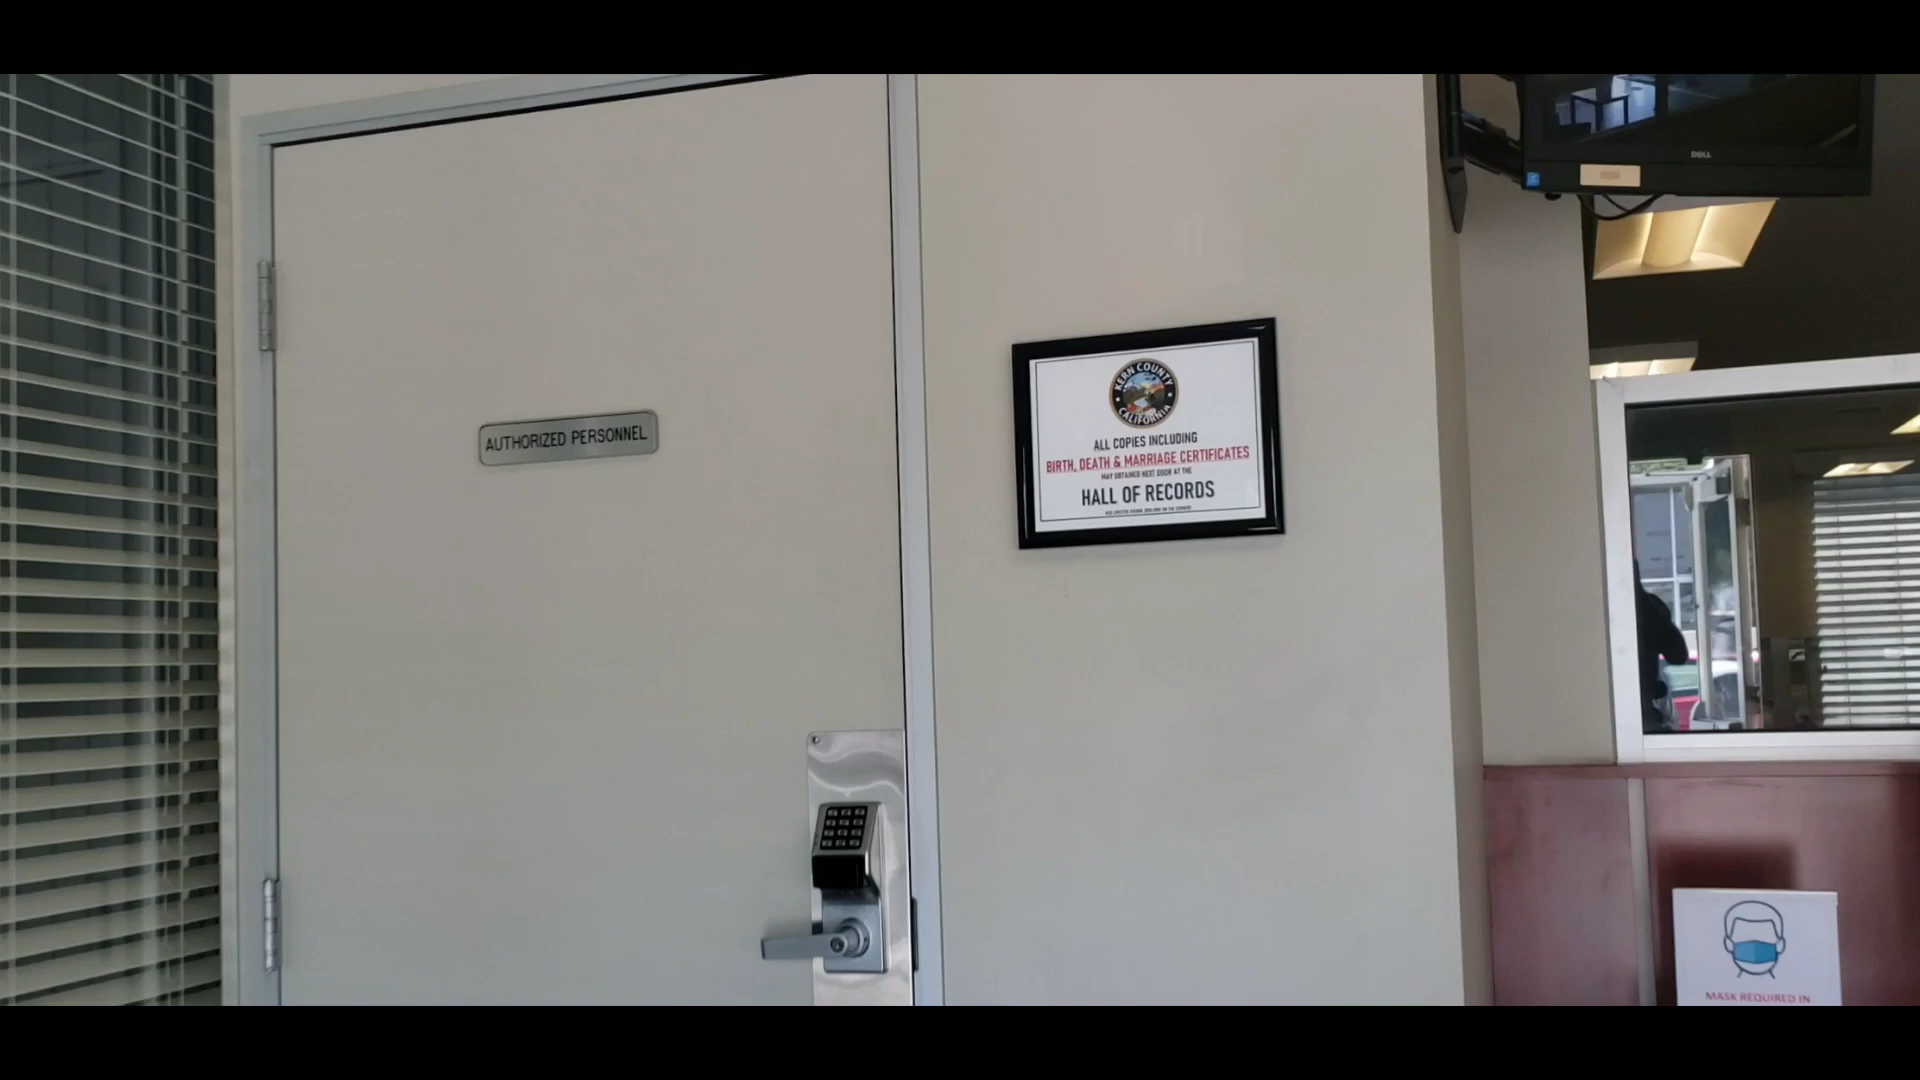 AUTHORIZED PERSONNEL
KERN COUNTY
CALIFORNIA
ALL COPIES INCLUDING
BIRTH, DEATH & MARRIAGE CERTIFICATES
MAY OBTAINED NEXT DOOR AT THE
HALL OF RECORDS
DELL
MASK REQUIRED IN